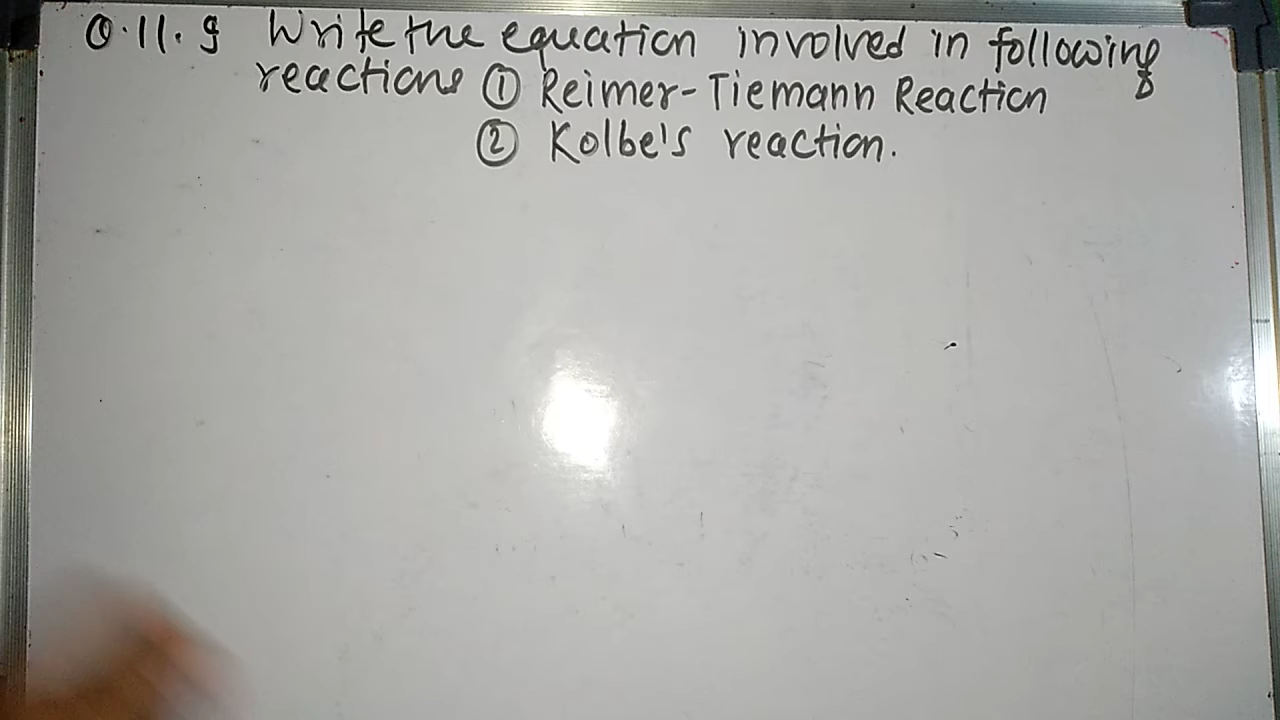 Q.11.9 Write the equation involved in following
reactions ① Reimer-Tiemann Reaction
② Kolbe's reaction.